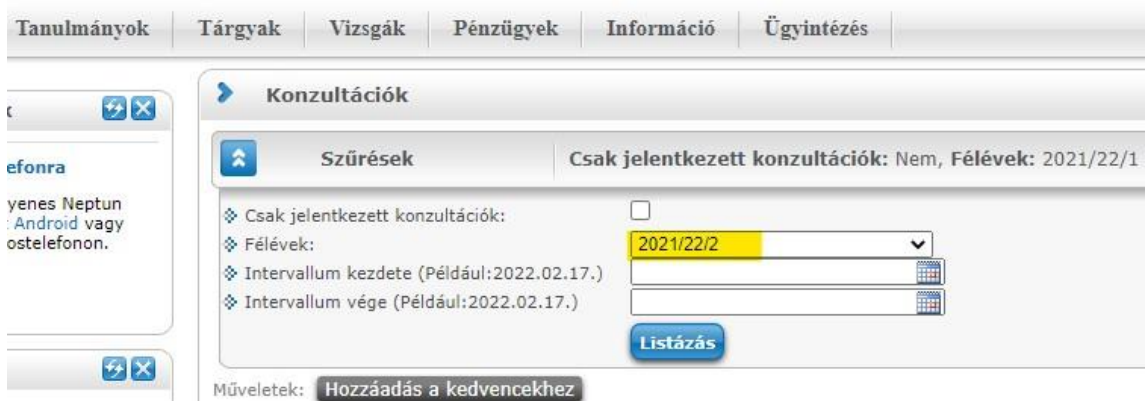 Tanulmányok Tárgyak Vizsgák Pénzügyek Információ Ügyintézés
Konzultációk
efonra
yenes Neptun
Android vagy
ostelefonon.
Szűrések Csak jelentkezett konzultációk: Nem, Félévek: 2021/22/1
Csak jelentkezett konzultációk:
Félévek: 2021/22/2
Intervallum kezdete (Például:2022.02.17.)
Intervallum vége (Például:2022.02.17.)
Listázás
Műveletek: Hozzáadás a kedvencekhez